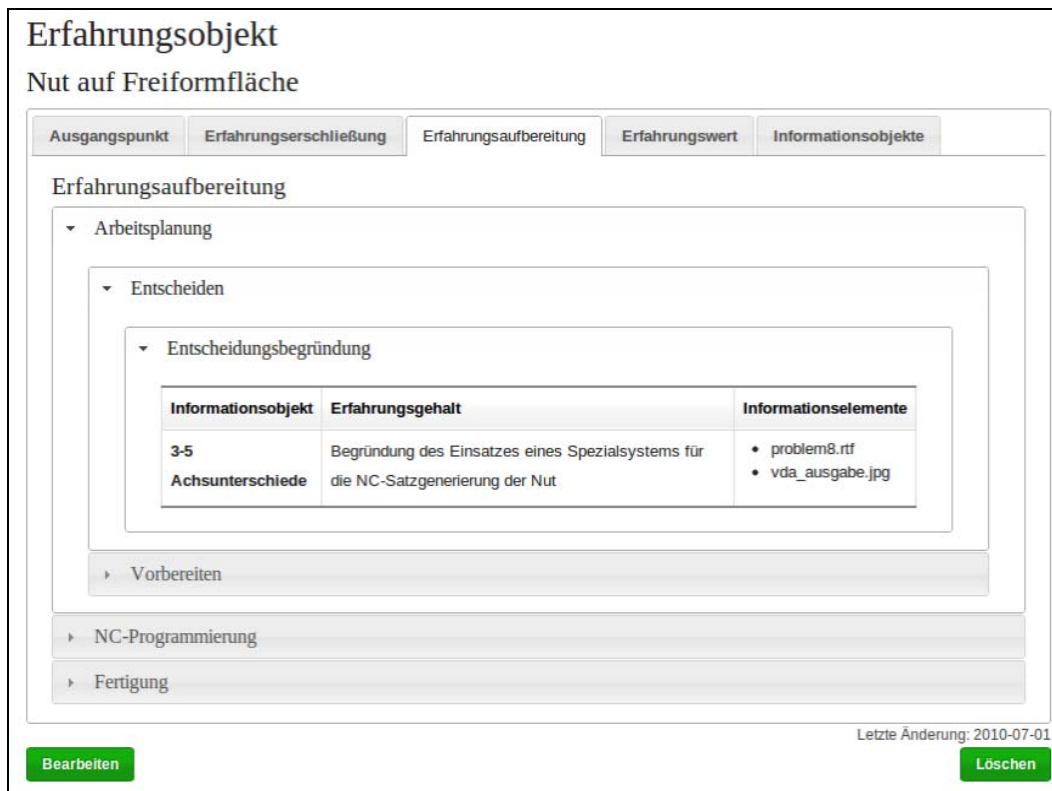 Erfahrungsobjekt
Nut auf Freiformfläche
Ausgangspunkt Erfahrungserschließung Erfahrungsaufbereitung Erfahrungswert Informationsobjekte
Erfahrungsaufbereitung
Arbeitsplanung
Entscheiden
Entscheidungsbegründung
Informationsobjekt Erfahrungsgehalt Informationselemente
3-5 Begründung des Einsatzes eines Spezialsystems für • problem8.rtf
Achsunterschiede die NC-Satzgenerierung der Nut • vda_ausgabe.jpg
Vorbereiten
NC-Programmierung
Fertigung
Letzte Änderung: 2010-07-01
Bearbeiten Löschen